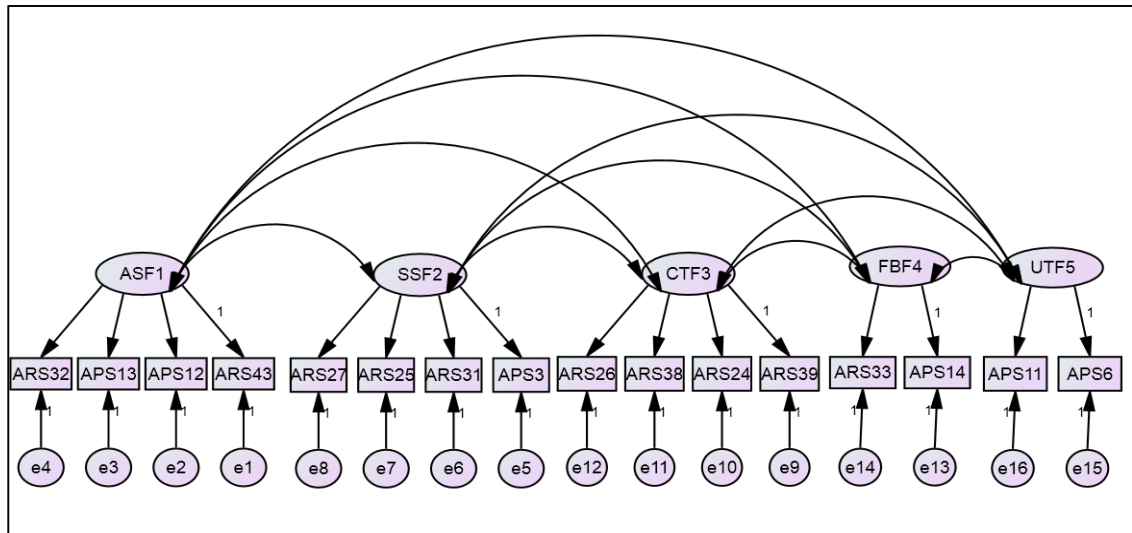 ASF1 SSF2 CTF3 FBF4 UTF5
1 1 1 1 1
ARS32 APS13 APS12 ARS43 ARS27 ARS25 ARS31 APS3 ARS26 ARS38 ARS24 ARS39 ARS33 APS14 APS11 APS6
1 1 1 1 1 1 1 1 1 1 1 1 1 1 1 1
e4 e3 e2 e1 e8 e7 e6 e5 e12 e11 e10 e9 e14 e13 e16 e15